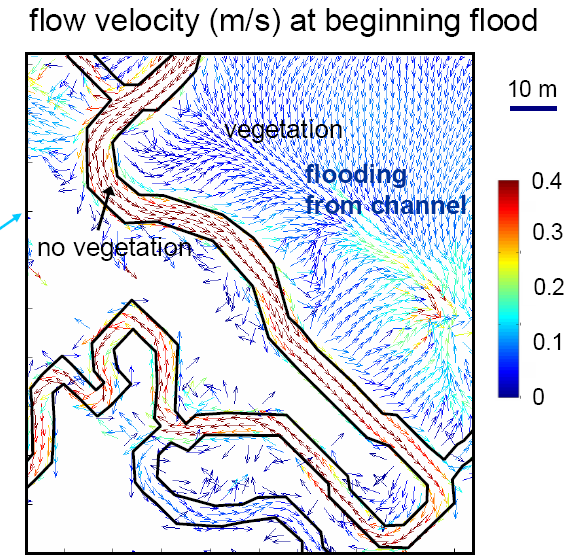 flow velocity (m/s) at beginning flood
10 m
vegetation
flooding
from channel
no vegetation
0.4
0.3
0.2
0.1
0